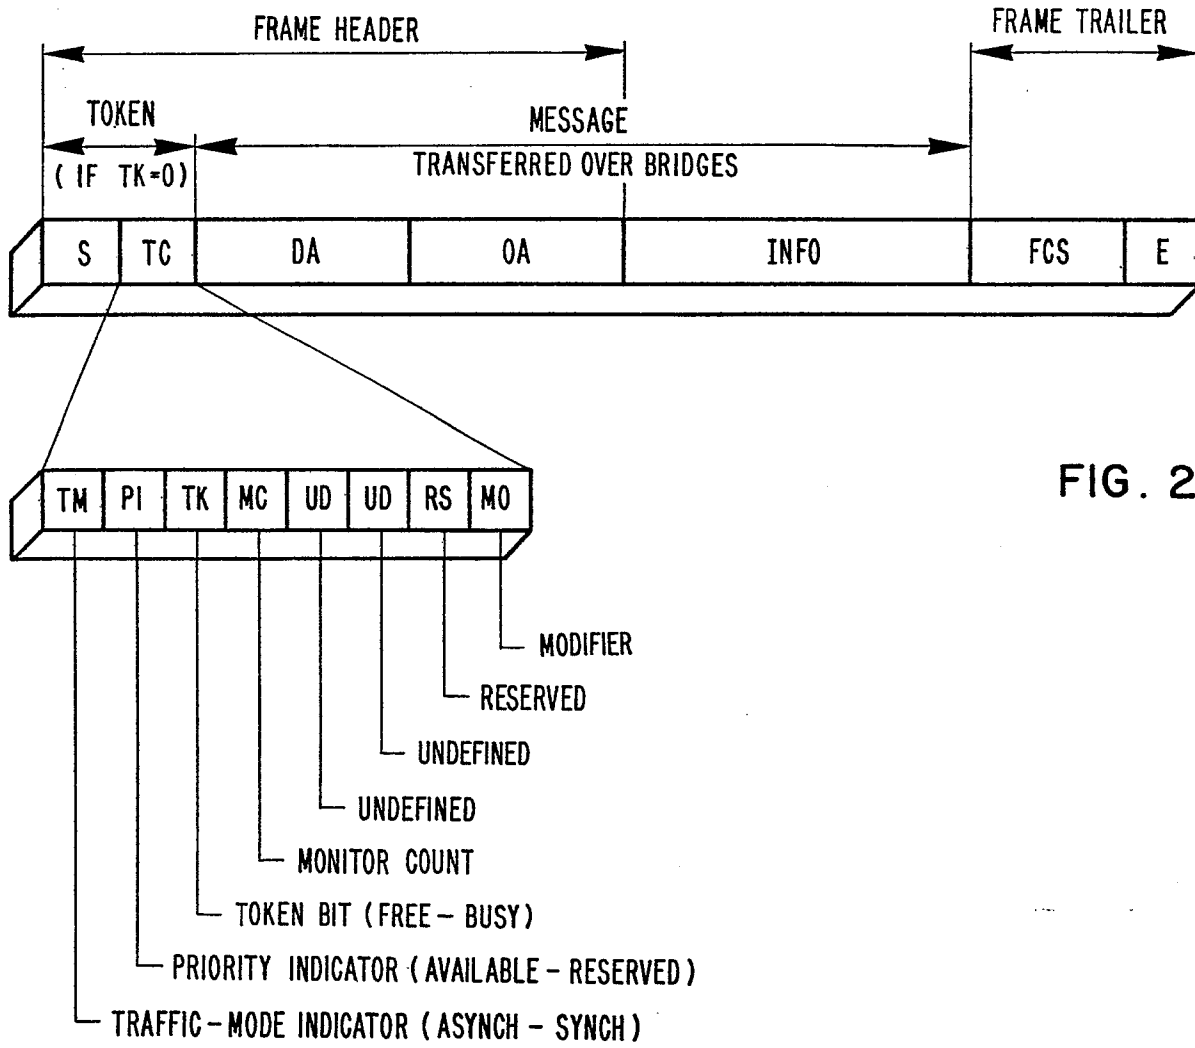 FRAME HEADER
FRAME TRAILER
TOKEN
(IF TK=0)
MESSAGE
TRANSFERRED OVER BRIDGES
S TC DA OA INFO FCS E
TM PI TK MC UD UD RS MO
FIG. 2
MODIFIER
RESERVED
UNDEFINED
UNDEFINED
MONITOR COUNT
TOKEN BIT (FREE - BUSY)
PRIORITY INDICATOR (AVAILABLE - RESERVED)
TRAFFIC-MODE INDICATOR (ASYNCH - SYNCH)